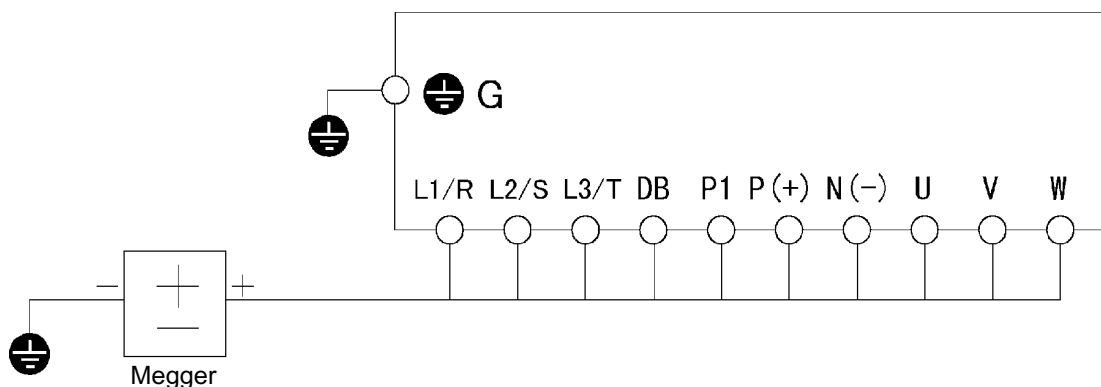 G
L1/R L2/S L3/T DB P1 P(+) N(-) U V W
− + − +
Megger